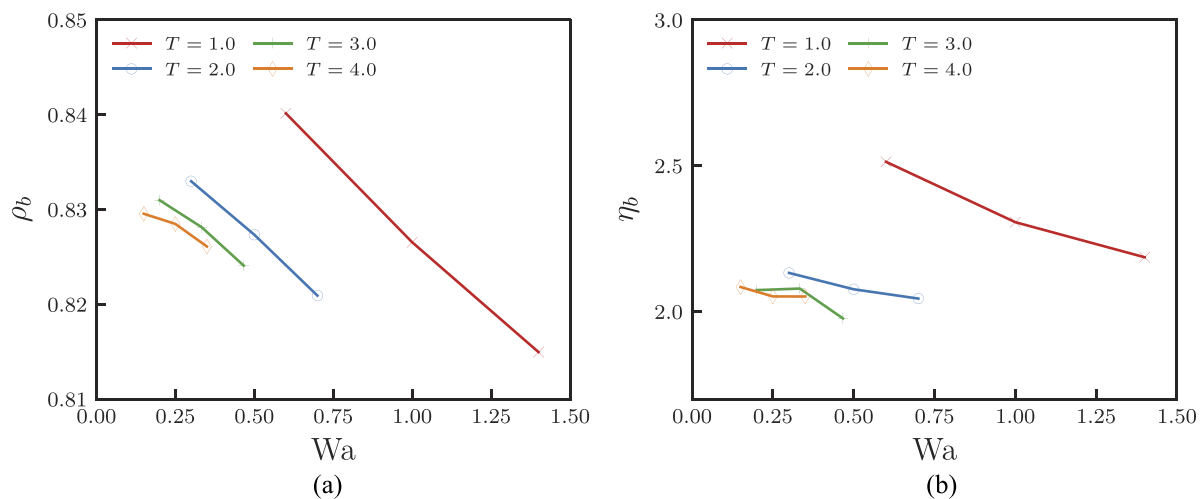 0.85
0.84
0.83
0.82
0.81
ρb
T = 1.0 T = 3.0
T = 2.0 T = 4.0
0.00 0.25 0.50 0.75 1.00 1.25 1.50
Wa
(a)
3.0
2.5
2.0
ηb
T = 1.0 T = 3.0
T = 2.0 T = 4.0
0.00 0.25 0.50 0.75 1.00 1.25 1.50
Wa
(b)